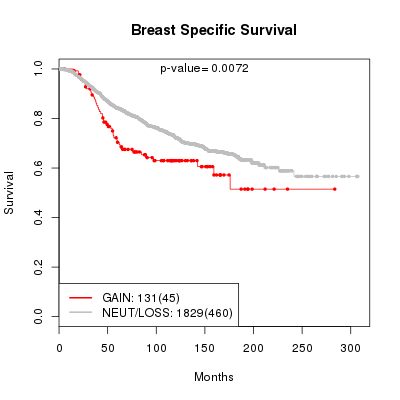 Breast Specific Survival
p-value= 0.0072
1.0
0.8
0.6
0.4
0.2
0.0
Survival
GAIN: 131(45)
NEUT/LOSS: 1829(460)
0 50 100 150 200 250 300
Months